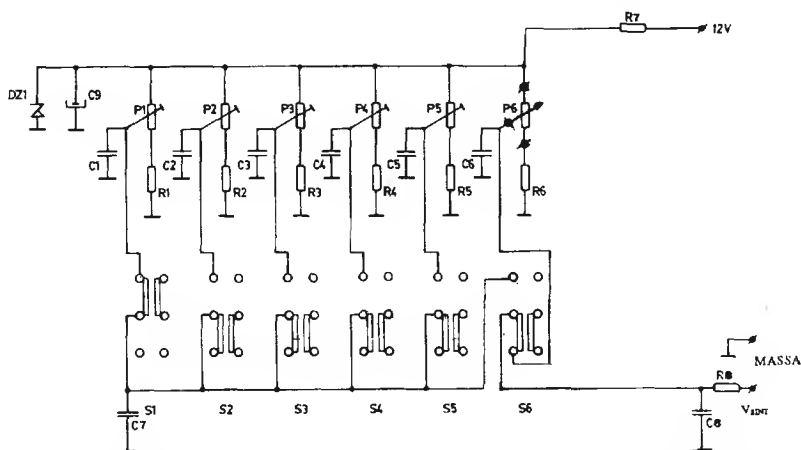 R7
12V
DZ1
C9
P1
P2
P3
P4
P5
P6
C1
C2
C3
C4
C5
C6
R1
R2
R3
R4
R5
R6
MASSA
R8
VSINT
C7
S1
S2
S3
S4
S5
S6
C8